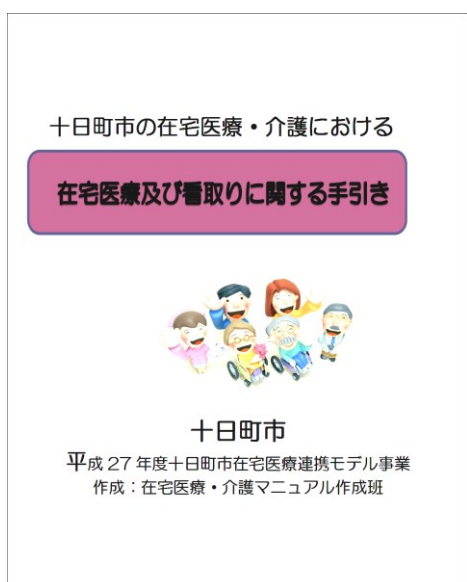 十日町市の在宅医療・介護における
在宅医療及び看取りに関する手引き
十日町市
平成 27 年度十日町市在宅医療連携モデル事業
作成：在宅医療・介護マニュアル作成班